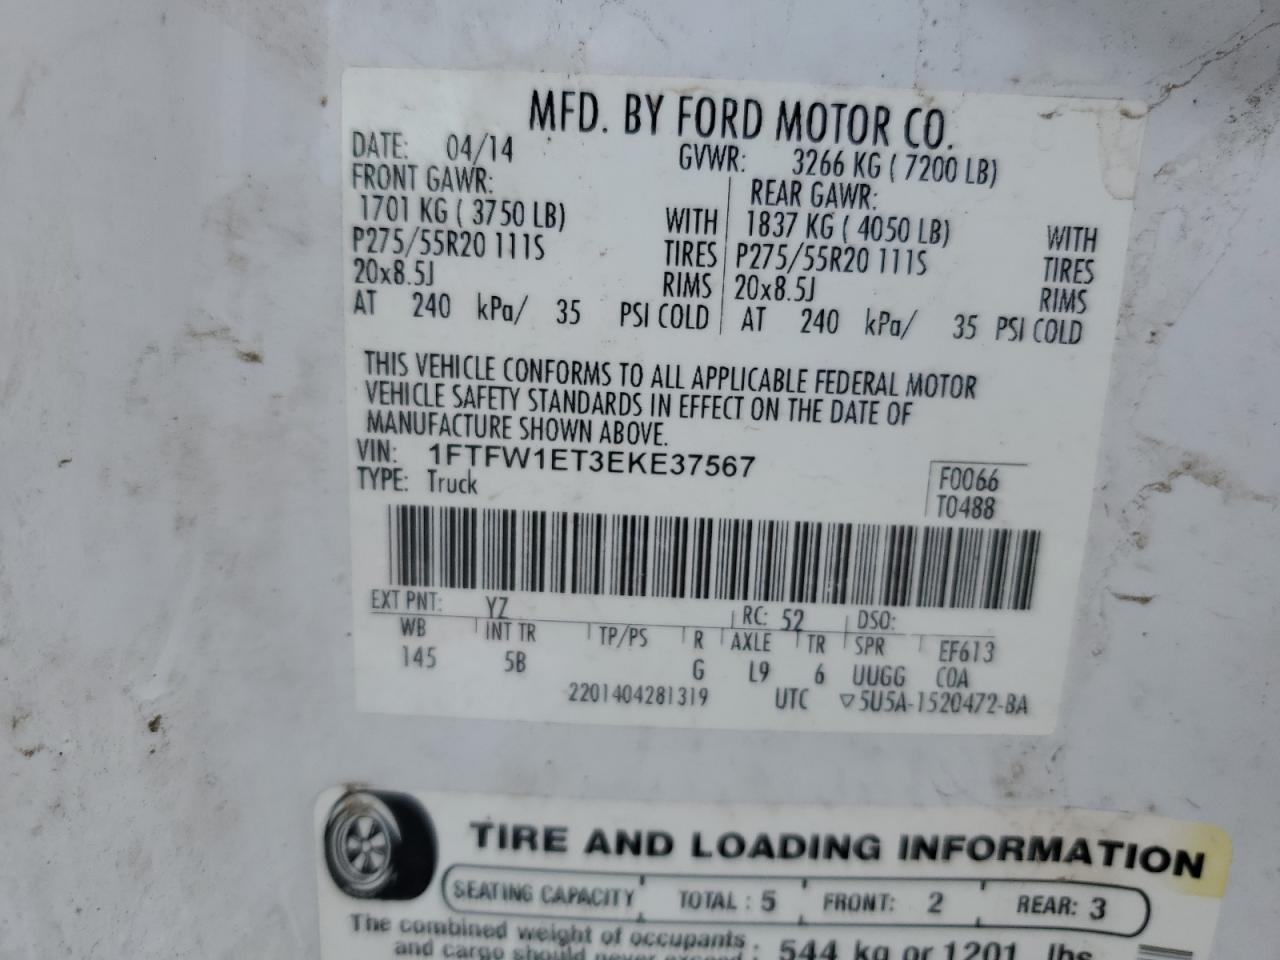 MFD. BY FORD MOTOR CO.
DATE: 04/14 GVWR: 3266 KG ( 7200 LB)
FRONT GAWR: REAR GAWR:
1701 KG ( 3750 LB) WITH 1837 KG ( 4050 LB) WITH
P275/55R20 111S TIRES P275/55R20 111S TIRES
20x8.5J RIMS 20x8.5J RIMS
AT 240 kPa/ 35 PSI COLD AT 240 kPa/ 35 PSI COLD
THIS VEHICLE CONFORMS TO ALL APPLICABLE FEDERAL MOTOR
VEHICLE SAFETY STANDARDS IN EFFECT ON THE DATE OF
MANUFACTURE SHOWN ABOVE.
VIN: 1FTFW1ET3EKE37567 F0066
TYPE: Truck T0488
EXT PNT: YZ RC: 52 DSO:
WB INT TR TP/PS R AXLE TR SPR EF613
145 5B G L9 6 UUGG COA
2201404281319 UTC ▽5U5A-1520472-BA
TIRE AND LOADING INFORMATION
SEATING CAPACITY TOTAL : 5 FRONT: 2 REAR: 3
The combined weight of occupants
and cargo should never exceed : 544 kg or 1201 lbs